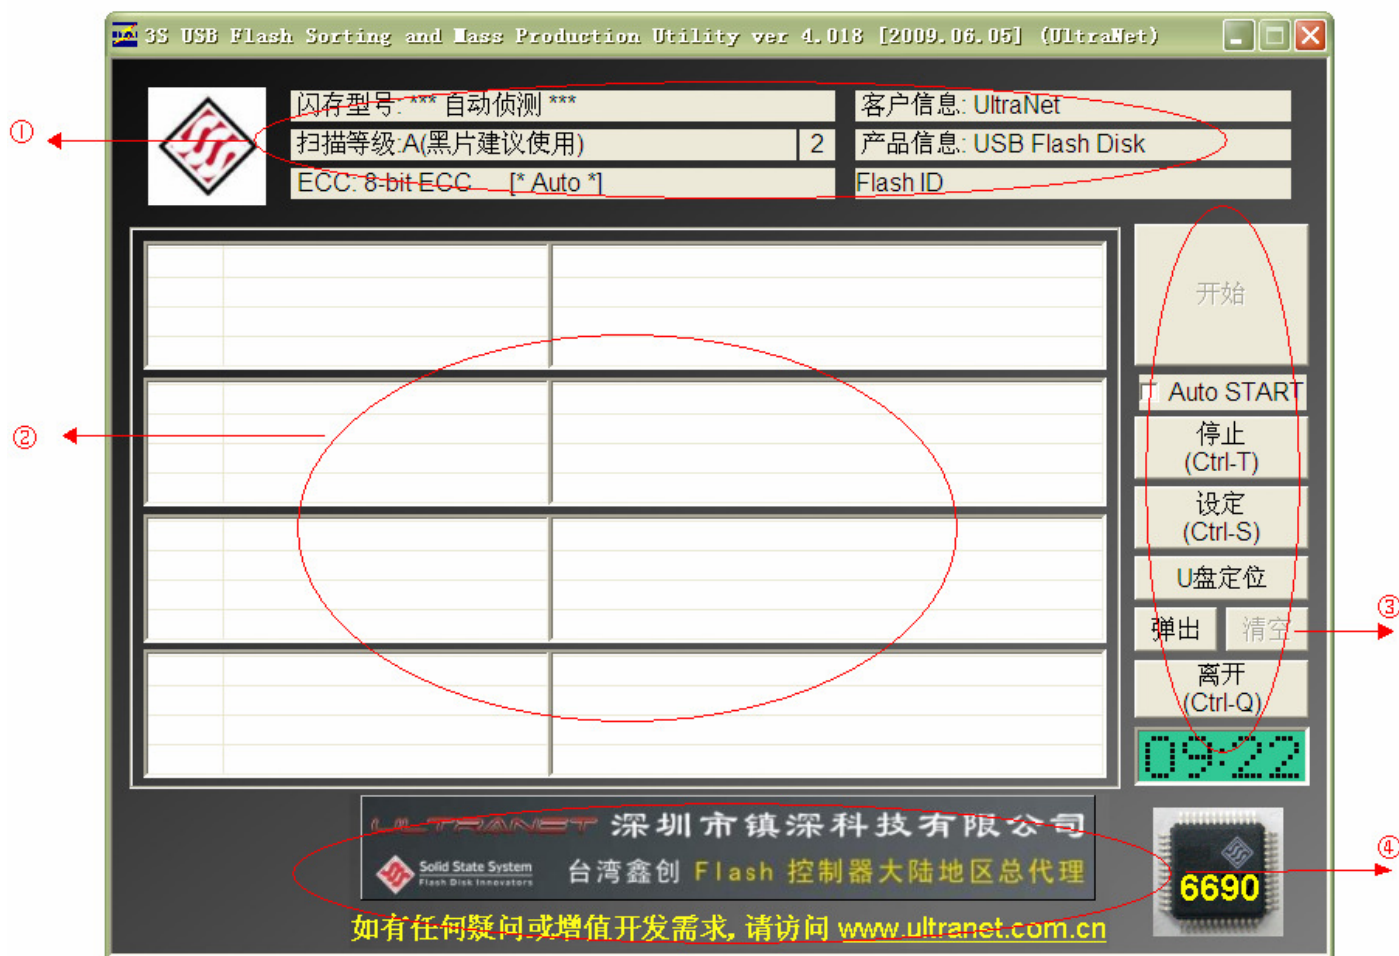 3S USB Flash Sorting and Mass Production Utility ver 4.018 [2009.06.05] (UltraNet)
闪存型号: *** 自动侦测 ***
客户信息: UltraNet
①
扫描等级:A(黑片建议使用)
2
产品信息: USB Flash Disk
ECC: 8-bit ECC [* Auto *]
Flash ID
开始
Auto START
②
停止
(Ctrl-T)
设定
(Ctrl-S)
U盘定位
③
弹出
清空
离开
(Ctrl-Q)
09:22
ULTRANET 深圳市镇深科技有限公司
Solid State System
Flash Disk Innovators
台湾鑫创 Flash 控制器大陆地区总代理
④
6690
如有任何疑问或增值开发需求, 请访问 www.ultranet.com.cn